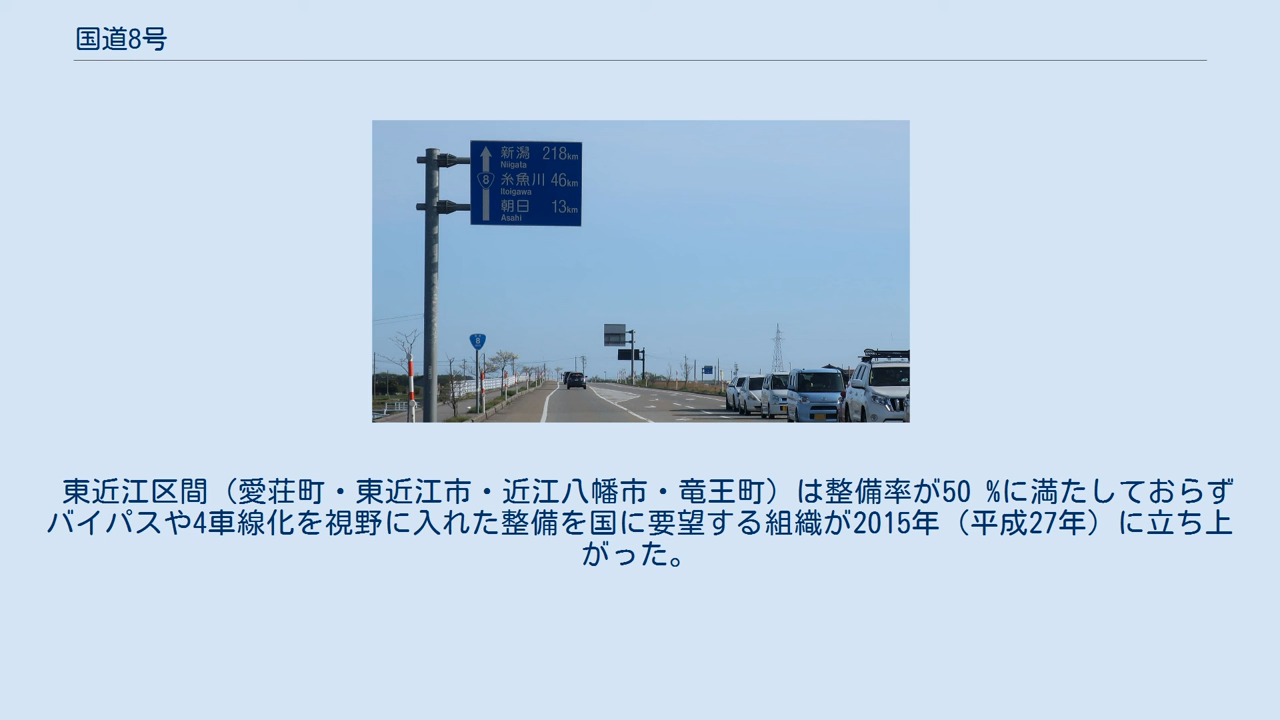 国道8号
新潟 218km
Niigata
8
糸魚川 46km
Itoigawa
朝日 13km
Asahi
8
東近江区間（愛荘町・東近江市・近江八幡市・竜王町）は整備率が50 %に満たしておらず
バイパスや4車線化を視野に入れた整備を国に要望する組織が2015年（平成27年）に立ち上
がった。